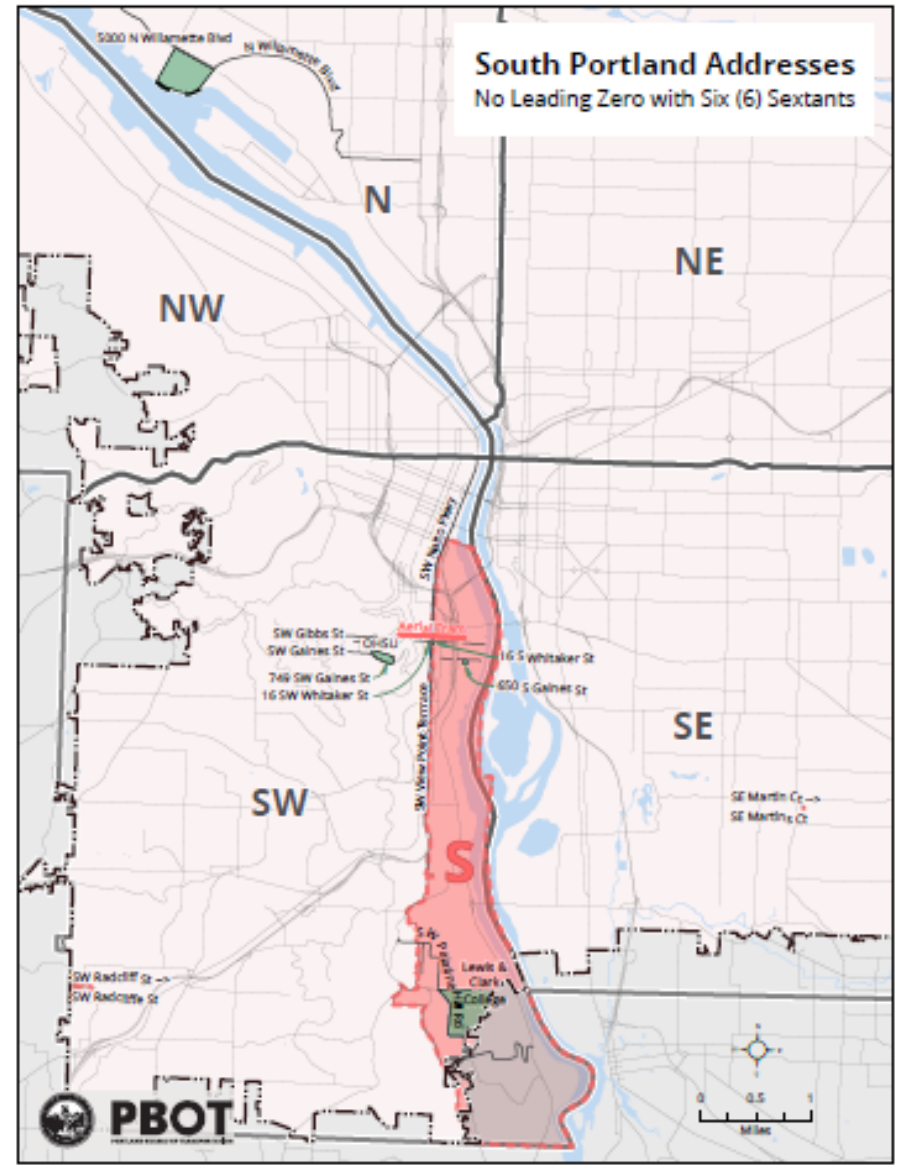 South Portland Addresses
No Leading Zero with Six (6) Sextants
5000 N Willamette Blvd
N Willamette Blvd
N
NE
NW
SW Naito Pkwy
Aerial Tram
SW Gibbs St
OHSU
SW Gaines St
749 SW Gaines St
16 SW Whitaker St
16 S Whitaker St
650 S Gaines St
SW View Point Terrace
SE
SW
SE Martin Ct -->
SE Martins Ct
S
Lewis &
Clark
College
SW Radcliff St -->
SW Radcliffe St
PBOT
0 0.5 1
Miles